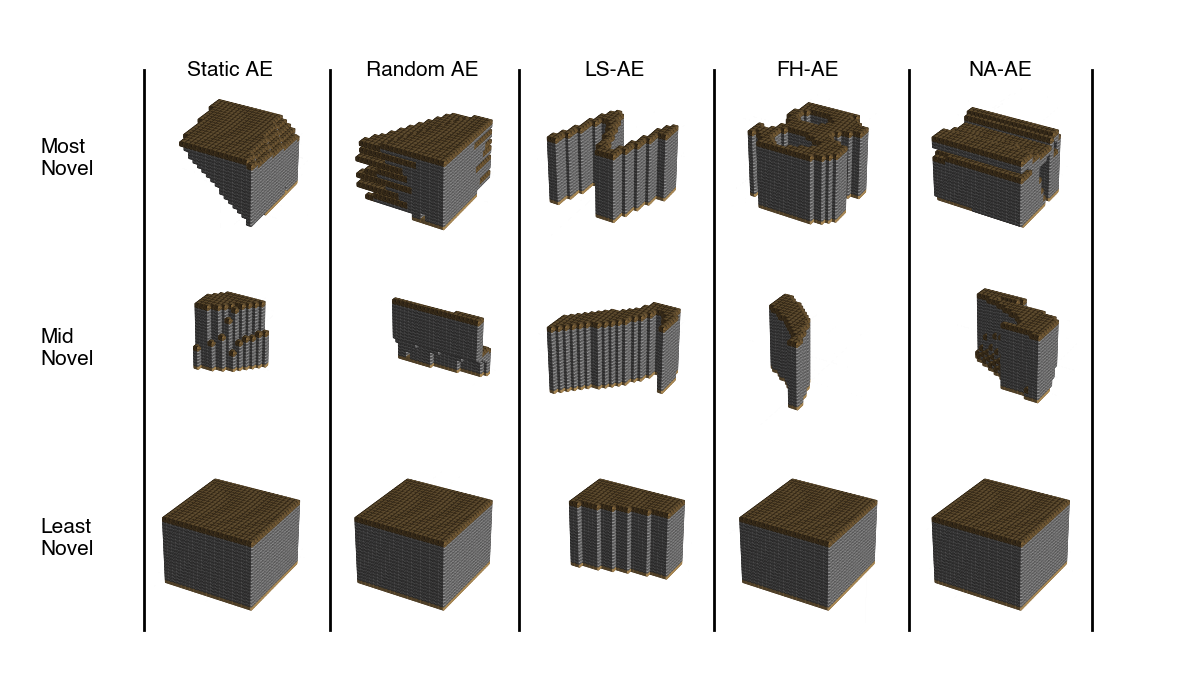 Static AE
Random AE
LS-AE
FH-AE
NA-AE
Most
Novel
Mid
Novel
Least
Novel